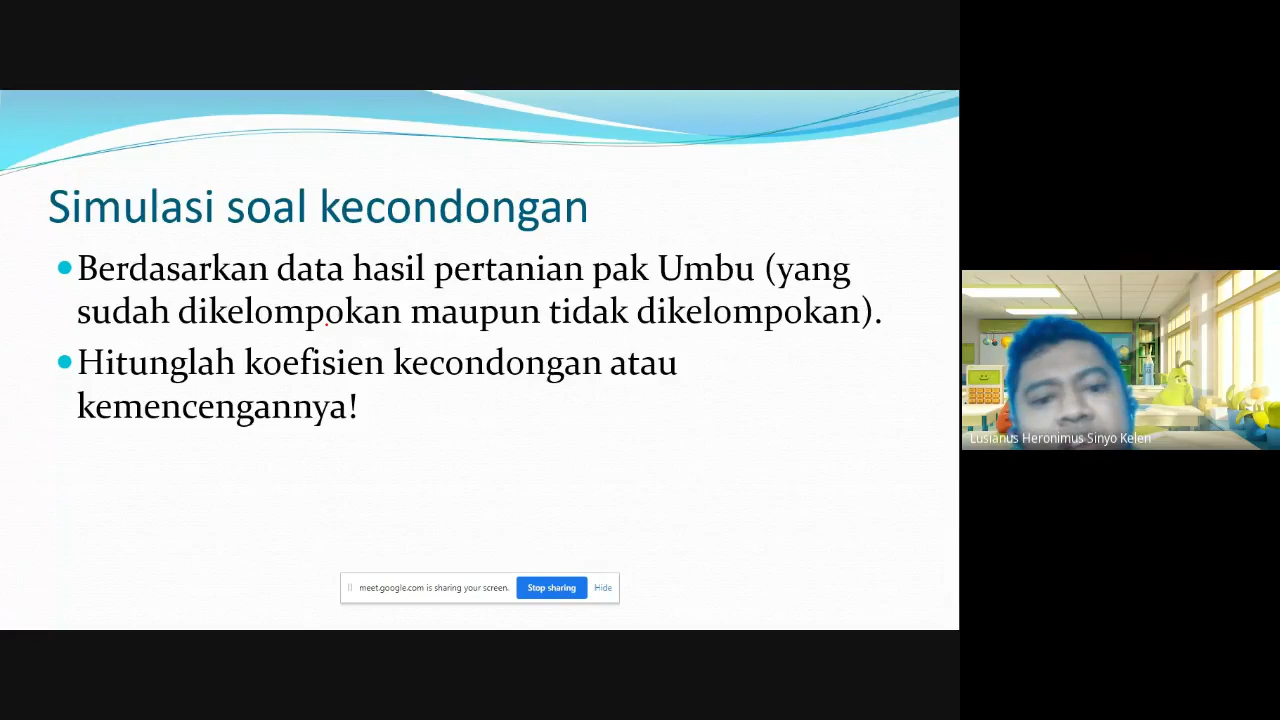 Simulasi soal kecondongan
•Berdasarkan data hasil pertanian pak Umbu (yang
sudah dikelompokan maupun tidak dikelompokan).
•Hitunglah koefisien kecondongan atau
kemencengannya!
meet.google.com is sharing your screen. Stop sharing Hide
Lusianus Heronimus Sinyo Kelen